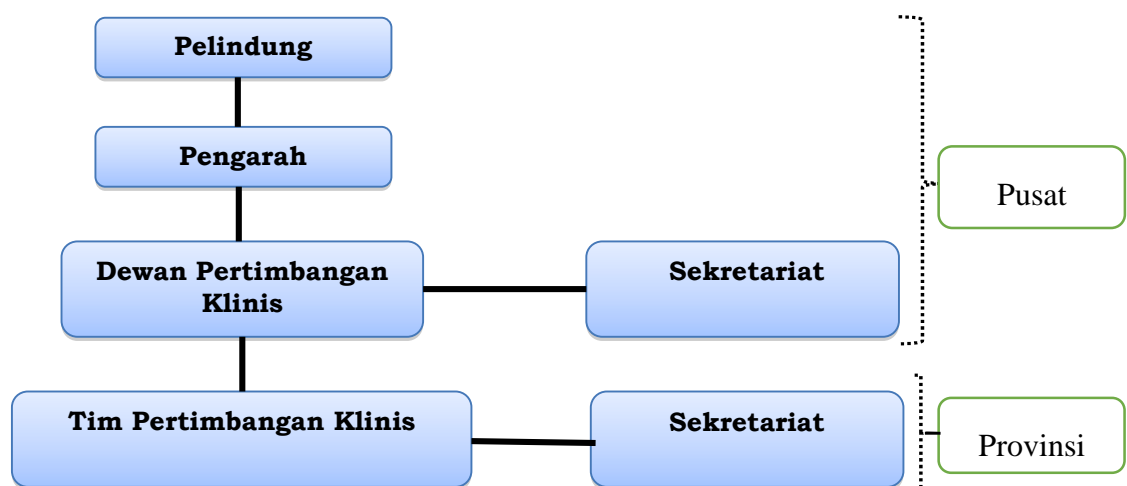 Pelindung
Pengarah
Pusat
Dewan Pertimbangan
Klinis
Sekretariat
Tim Pertimbangan Klinis
Sekretariat
Provinsi